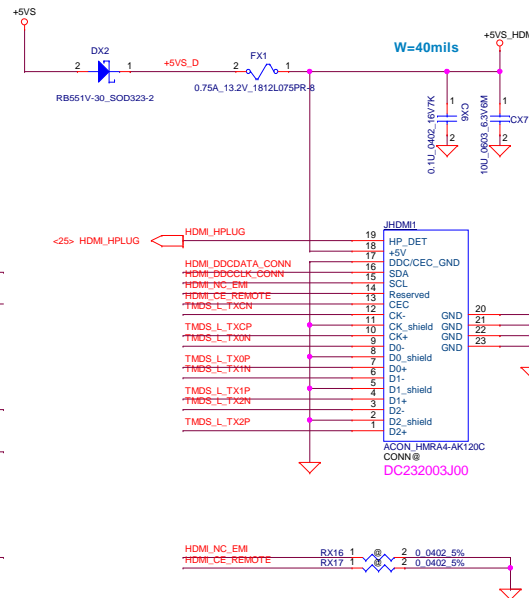 +5VS
DX2
2 1
RB551V-30_SOD323-2
+5VS_D
FX1
2 1
0.75A_13.2V_1812L075PR-8
W=40mils
+5VS_HDM
1
2
CX6
0.1U_0402_16V7K
1
2
CX7
10U_0603_6.3V6M
<25> HDMI_HPLUG
JHDMI1
HDMI_HPLUG 19 HP_DET
18 +5V
17 DDC/CEC_GND
HDMI_DDCDATA_CONN 16 SDA
HDMI_DDCCLK_CONN 15 SCL
HDMI_NC_EMI 14 Reserved
HDMI_CE_REMOTE 13 CEC
TMDS_L_TXCN 12 CK- GND 20
11 CK_shield GND 21
TMDS_L_TXCP 10 CK+ GND 22
TMDS_L_TX0N 9 D0- GND 23
8 D0_shield
TMDS_L_TX0P 7 D0+
TMDS_L_TX1N 6 D1-
5 D1_shield
TMDS_L_TX1P 4 D1+
TMDS_L_TX2N 3 D2-
2 D2_shield
TMDS_L_TX2P 1 D2+
ACON_HMRA4-AK120C
CONN@
DC232003J00
HDMI_NC_EMI RX16 1 @ 2 0_0402_5%
HDMI_CE_REMOTE RX17 1 @ 2 0_0402_5%